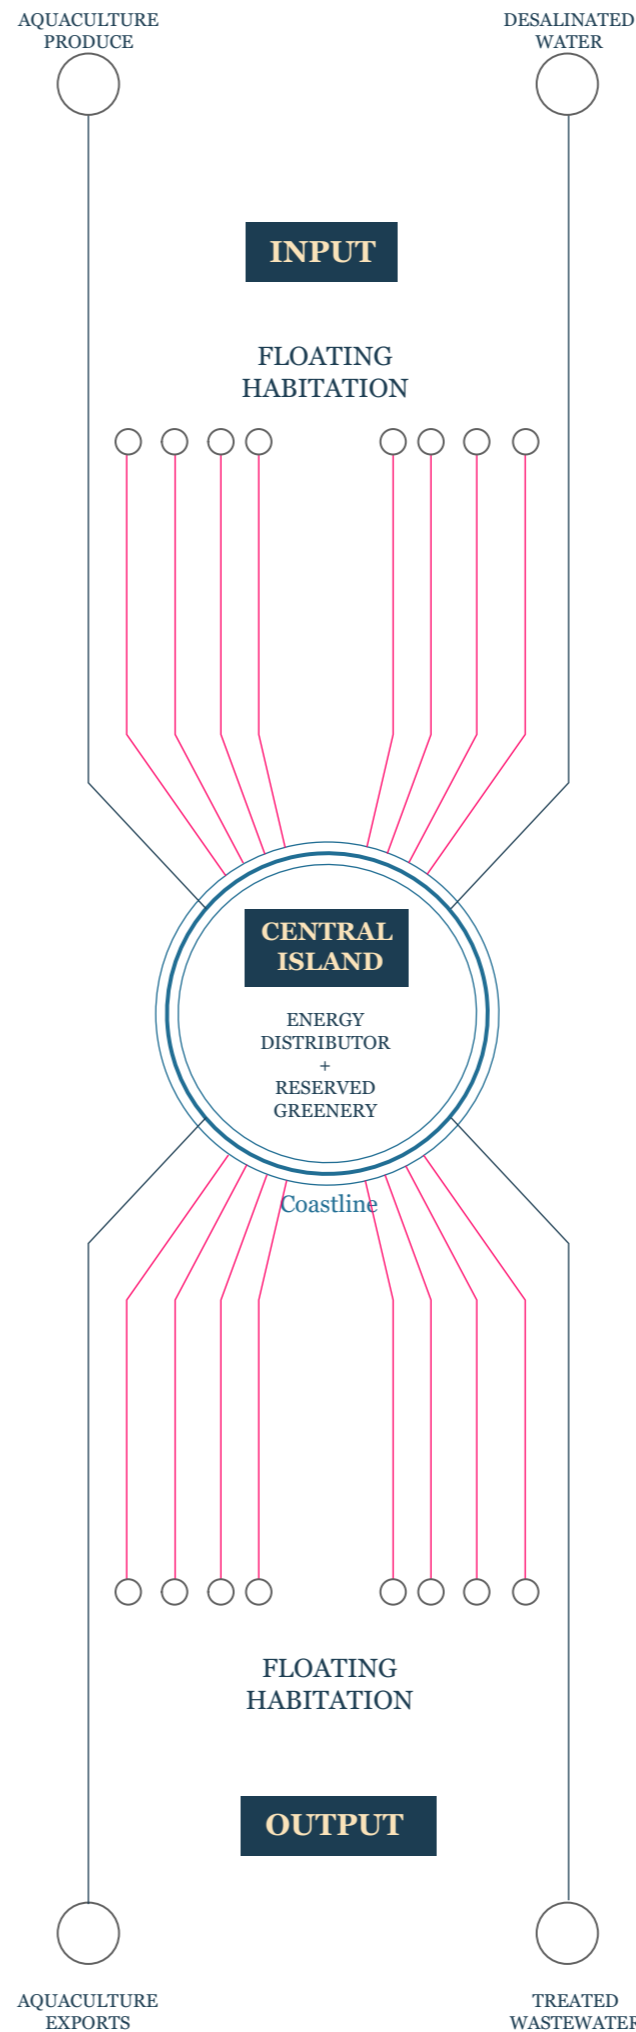 AQUACULTURE
PRODUCE
DESALINATED
WATER
INPUT
FLOATING
HABITATION
CENTRAL
ISLAND
ENERGY
DISTRIBUTOR
+
RESERVED
GREENERY
Coastline
FLOATING
HABITATION
OUTPUT
AQUACULTURE
EXPORTS
TREATED
WASTEWATER